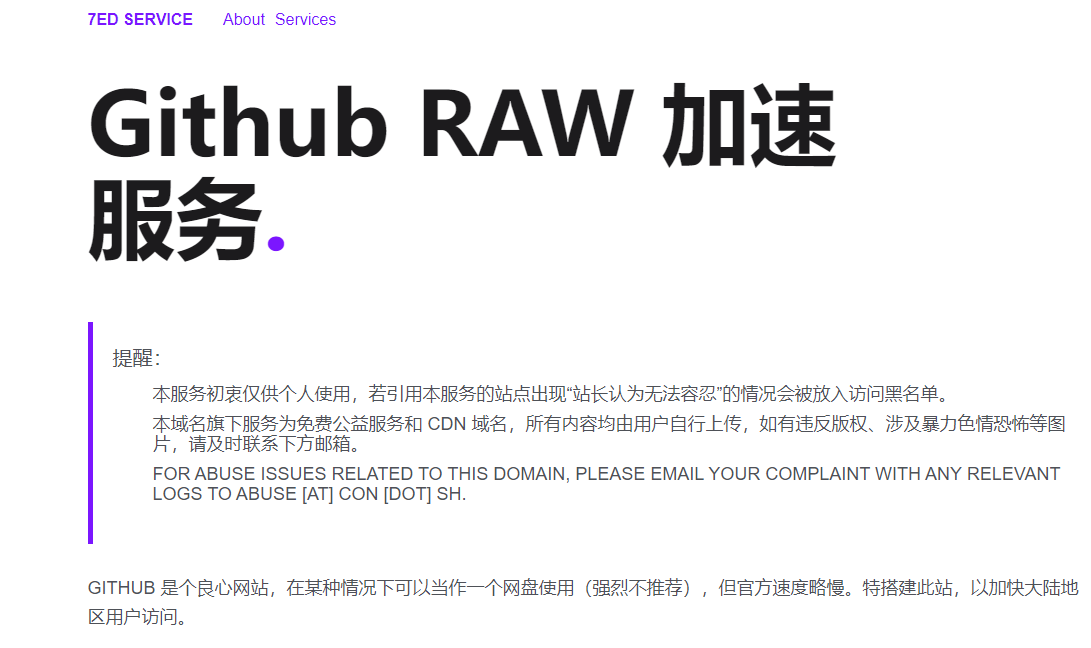 7ED SERVICE About Services
Github RAW 加速
服务.
提醒：
本服务初衷仅供个人使用，若引用本服务的站点出现“站长认为无法容忍”的情况会被放入访问黑名单。
本域名旗下服务为免费公益服务和 CDN 域名，所有内容均由用户自行上传，如有违反版权、涉及暴力色情恐怖等图
片，请及时联系下方邮箱。
FOR ABUSE ISSUES RELATED TO THIS DOMAIN, PLEASE EMAIL YOUR COMPLAINT WITH ANY RELEVANT
LOGS TO ABUSE [AT] CON [DOT] SH.
GITHUB 是个良心网站，在某种情况下可以当作一个网盘使用（强烈不推荐），但官方速度略慢。特搭建此站，以加快大陆地
区用户访问。